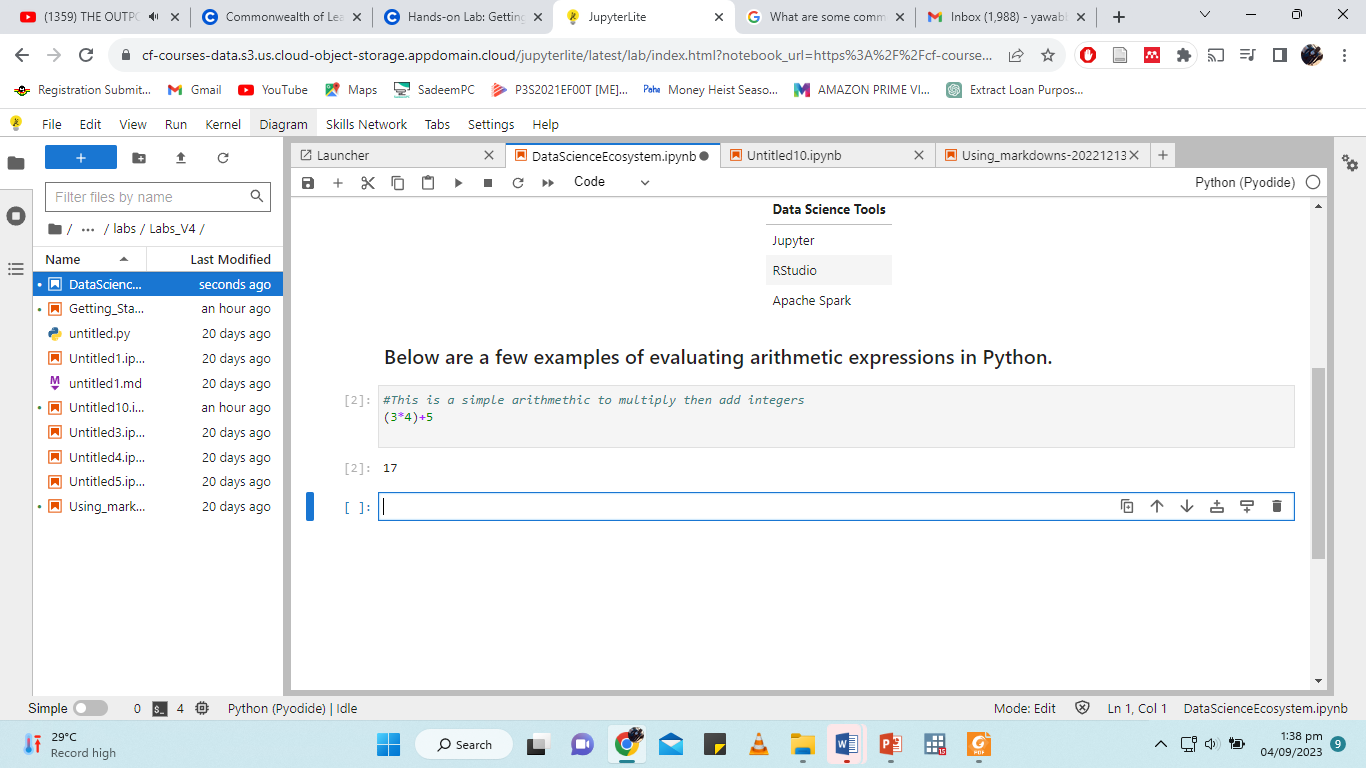 (1359) THE OUTPO
Commonwealth of Lea
Hands-on Lab: Getting
JupyterLite
What are some comm
Inbox (1,988) - yawabl
cf-courses-data.s3.us.cloud-object-storage.appdomain.cloud/jupyterlite/latest/lab/index.html?notebook_url=https%3A%2F%2Fcf-course...
Registration Submit...
Gmail
YouTube
Maps
SadeemPC
P3S2021EF00T [ME]...
Pahe
Money Heist Seaso...
AMAZON PRIME VI...
Extract Loan Purpos...
File Edit View Run Kernel Diagram Skills Network Tabs Settings Help
Launcher
DataScienceEcosystem.ipynb
Untitled10.ipynb
Using_markdowns-20221213
Filter files by name
Code
Python (Pyodide)
/ ... / labs / Labs_V4 /
Name Last Modified
DataScienc... seconds ago
Getting_Sta... an hour ago
untitled.py 20 days ago
Untitled1.ip... 20 days ago
M untitled1.md 20 days ago
Untitled10.i... an hour ago
Untitled3.ip... 20 days ago
Untitled4.ip... 20 days ago
Untitled5.ip... 20 days ago
Using_mark... 20 days ago
Data Science Tools
Jupyter
RStudio
Apache Spark
Below are a few examples of evaluating arithmetic expressions in Python.
[2]: #This is a simple arithmethic to multiply then add integers
(3*4)+5
[2]: 17
[ ]:
Simple 0 4 Python (Pyodide) | Idle
Mode: Edit Ln 1, Col 1 DataScienceEcosystem.ipynb
29°C
Record high
Search
1:38 pm
04/09/2023
9